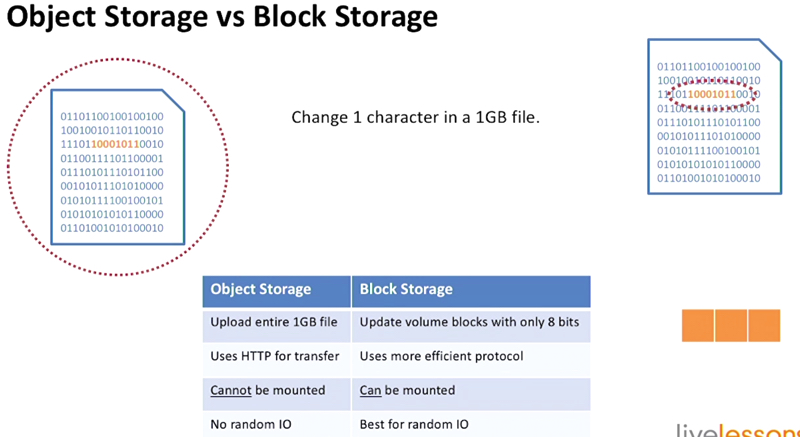 Object Storage vs Block Storage
01101100100100100
10010010110110010
11101100010110010
01100111101100001
01110101110101100
00101011101010000
01010111100100101
01010101010110000
01101001010100010
Change 1 character in a 1GB file.
01101100100100100
10010010110110010
11101100010110010
01100111101100001
01110101110101100
00101011101010000
01010111100100101
01010101010110000
01101001010100010
Object Storage Block Storage
Upload entire 1GB file Update volume blocks with only 8 bits
Uses HTTP for transfer Uses more efficient protocol
Cannot be mounted Can be mounted
No random IO Best for random IO
livelessons